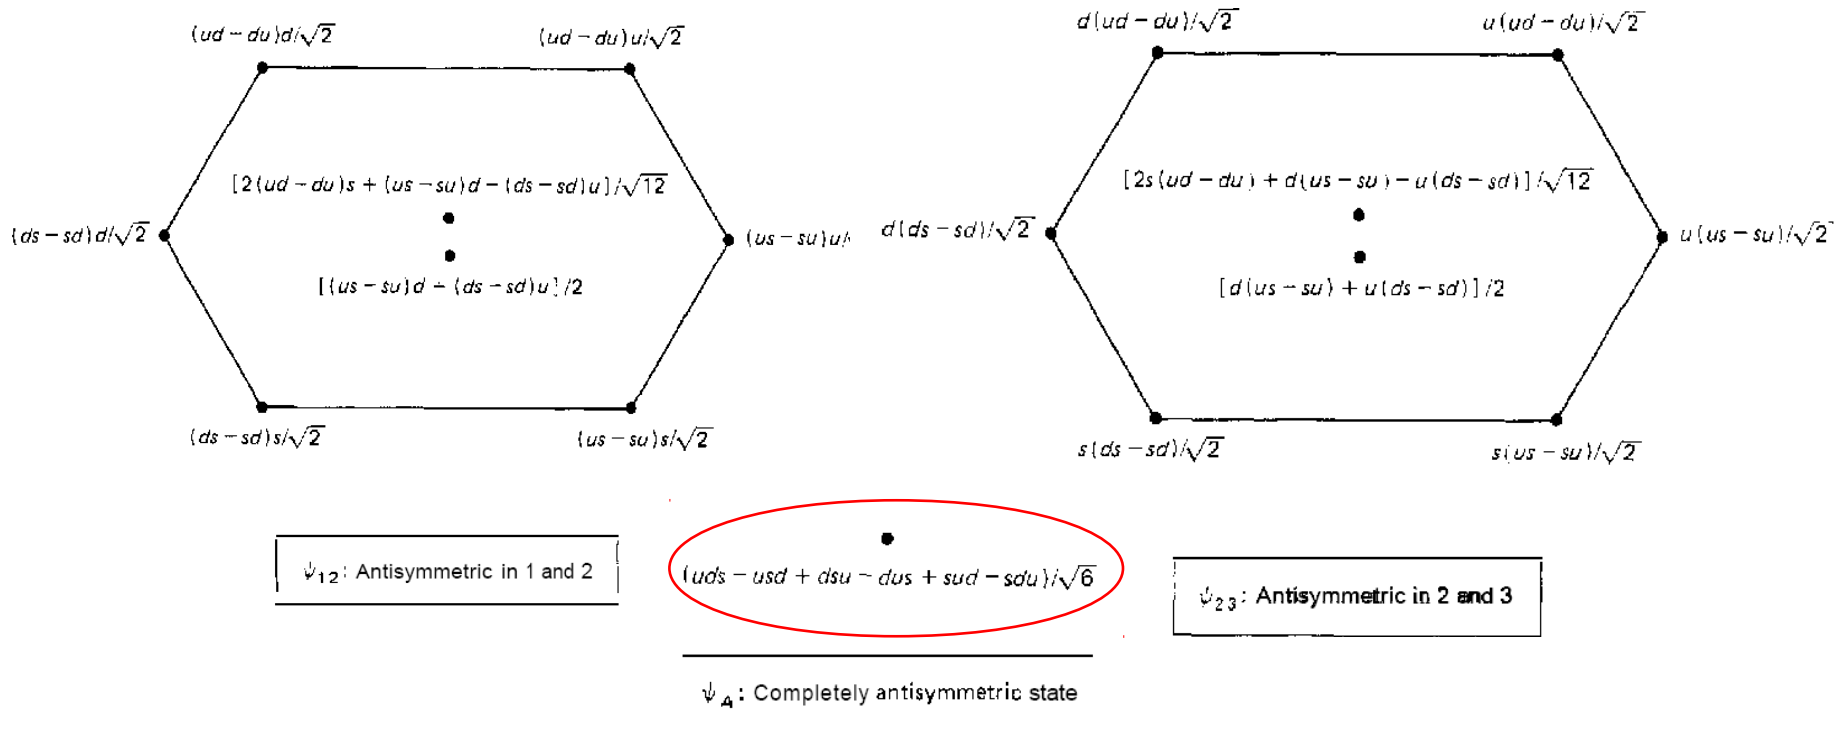 (ud – du)d/√2
(ud – du)u/√2
[2(ud – du)s + (us – su)d – (ds – sd)u]/√12
(ds – sd)d/√2
(us – su)u/
[(us – su)d + (ds – sd)u]/2
(ds – sd)s/√2
(us – su)s/√2
d(ud – du)/√2
u(ud – du)/√2
[2s(ud – du) + d(us – su) – u(ds – sd)]/√12
d(ds – sd)/√2
u(us – su)/√2
[d(us – su) + u(ds – sd)]/2
s(ds – sd)/√2
s(us – su)/√2
ψ12: Antisymmetric in 1 and 2
(uds – usd + dsu – dus + sud – sdu)/√6
ψ23: Antisymmetric in 2 and 3
ψA: Completely antisymmetric state